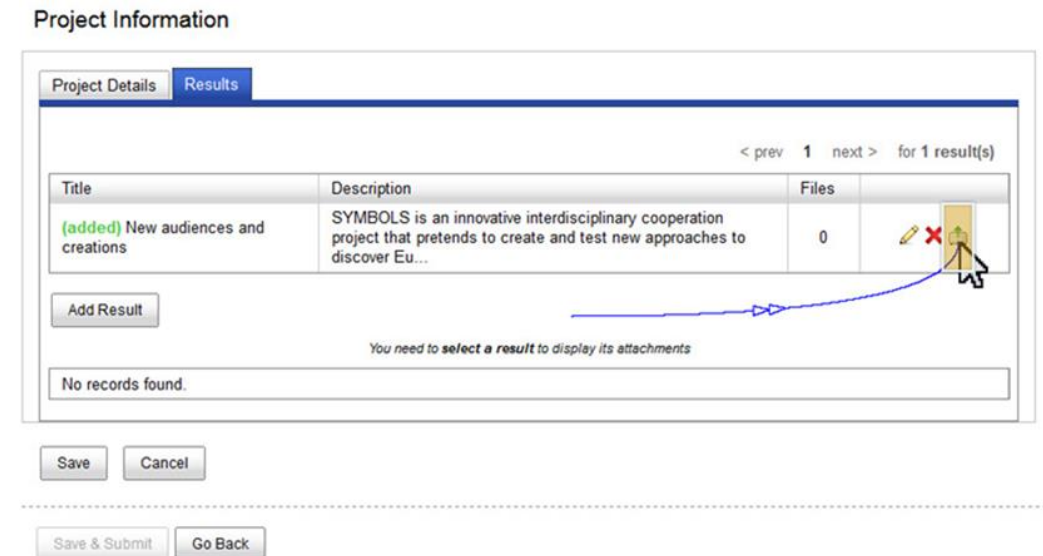 Project Information
Project Details Results
< prev 1 next > for 1 result(s)
Title Description Files
(added) New audiences and creations SYMBOLS is an innovative interdisciplinary cooperation project that pretends to create and test new approaches to discover Eu... 0
Add Result
You need to select a result to display its attachments
No records found.
Save Cancel
Save & Submit Go Back